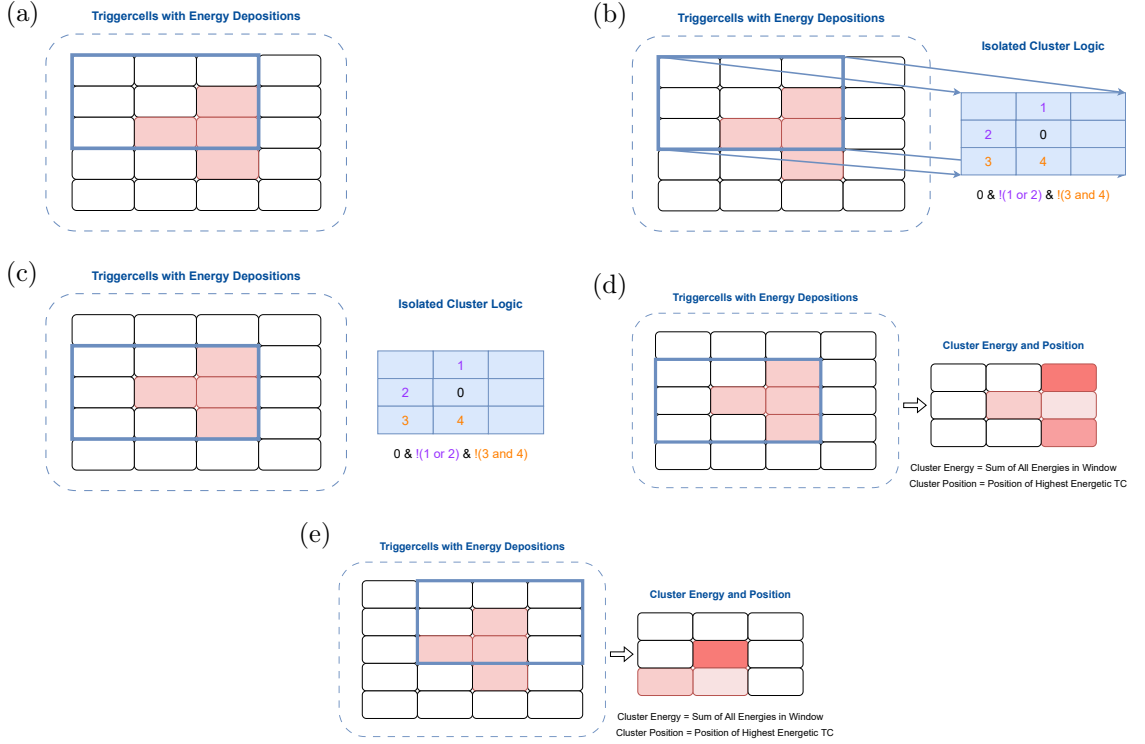 (a)
Triggercells with Energy Depositions
(b)
Triggercells with Energy Depositions
Isolated Cluster Logic
1
2 0
3 4
0 & !(1 or 2) & !(3 and 4)
(c)
Triggercells with Energy Depositions
Isolated Cluster Logic
1
2 0
3 4
0 & !(1 or 2) & !(3 and 4)
(d)
Triggercells with Energy Depositions
Cluster Energy and Position
Cluster Energy = Sum of All Energies in Window
Cluster Position = Position of Highest Energetic TC
(e)
Triggercells with Energy Depositions
Cluster Energy and Position
Cluster Energy = Sum of All Energies in Window
Cluster Position = Position of Highest Energetic TC